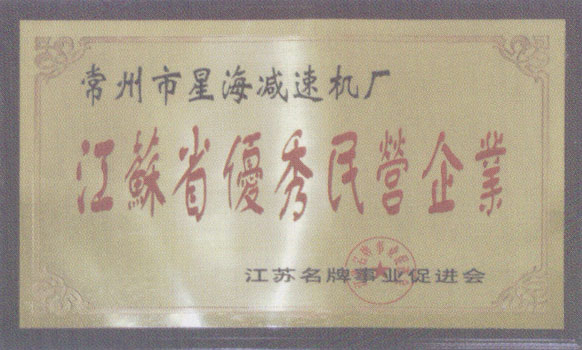 常州市星海减速机厂
江蘇省優秀民營企業
江苏名牌事业促进会